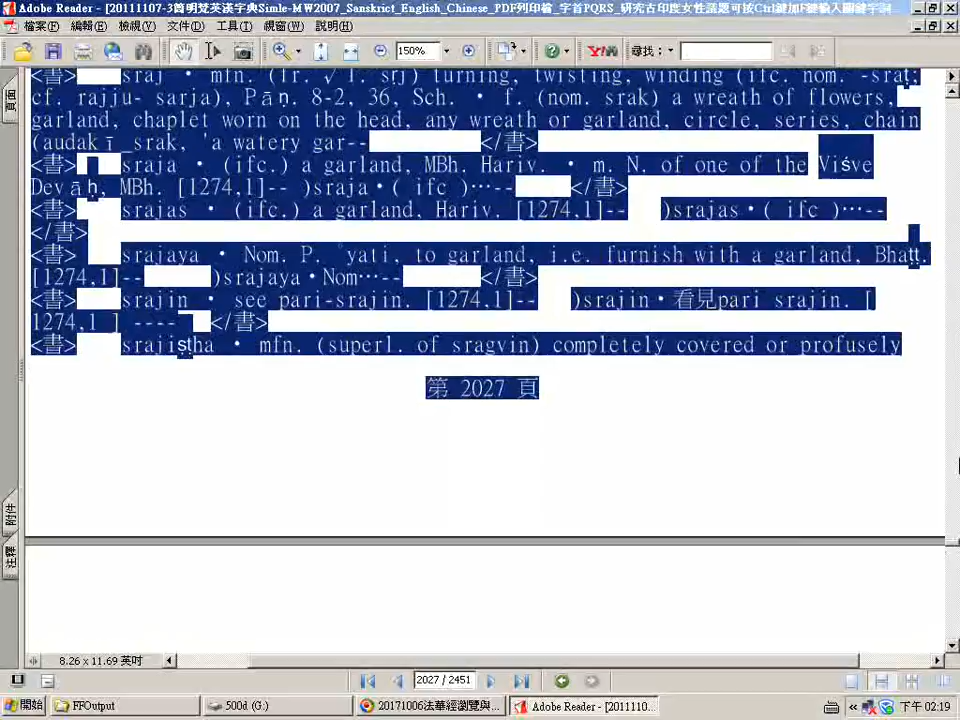 Adobe Reader - [20111107-3簡明梵英漢字典Simle-MW2007_Sanskrict_English_Chinese_PDF列印檔_字首PQRS_研究古印度女性議題可按Ctrl鍵加F鍵輸入關鍵字詞
檔案(F) 編輯(B) 檢視(V) 文件(D) 工具(T) 視窗(W) 說明(H)
150% Y! 尋找：
頁面
<書> sraj • mfn. (fr. √ 1. sṛj) turning, twisting, winding (ifc. nom. -sraṭ;
cf. rajju- sarja), Pāṇ. 8-2, 36, Sch. • f. (nom. srak) a wreath of flowers,
garland, chaplet worn on the head, any wreath or garland, circle, series, chain
(audakī_srak, 'a watery gar-- </書>
<書> sraja • (ifc.) a garland, MBh. Hariv. • m. N. of one of the Viśve
Devāḥ, MBh. [1274,1]-- )sraja•( ifc )…-- </書>
<書> srajas • (ifc.) a garland, Hariv. [1274,1]-- )srajas•( ifc )…--
</書>
<書> srajaya • Nom. P. °yati, to garland, i.e. furnish with a garland, Bhaṭṭ.
[1274,1]-- )srajaya•Nom…-- </書>
<書> srajin • see pari-srajin. [1274,1]-- )srajin•看見pari srajin. [
1274,1 ] ---- </書>
<書> srajiṣṭha • mfn. (superl. of sragvin) completely covered or profusely
第 2027 頁
附件
注釋
8.26 x 11.69 英吋
2027 / 2451
開始 FFOutput 500d (G:) 20171006法華經瀏覽與... Adobe Reader - [2011110... « 下午 02:19